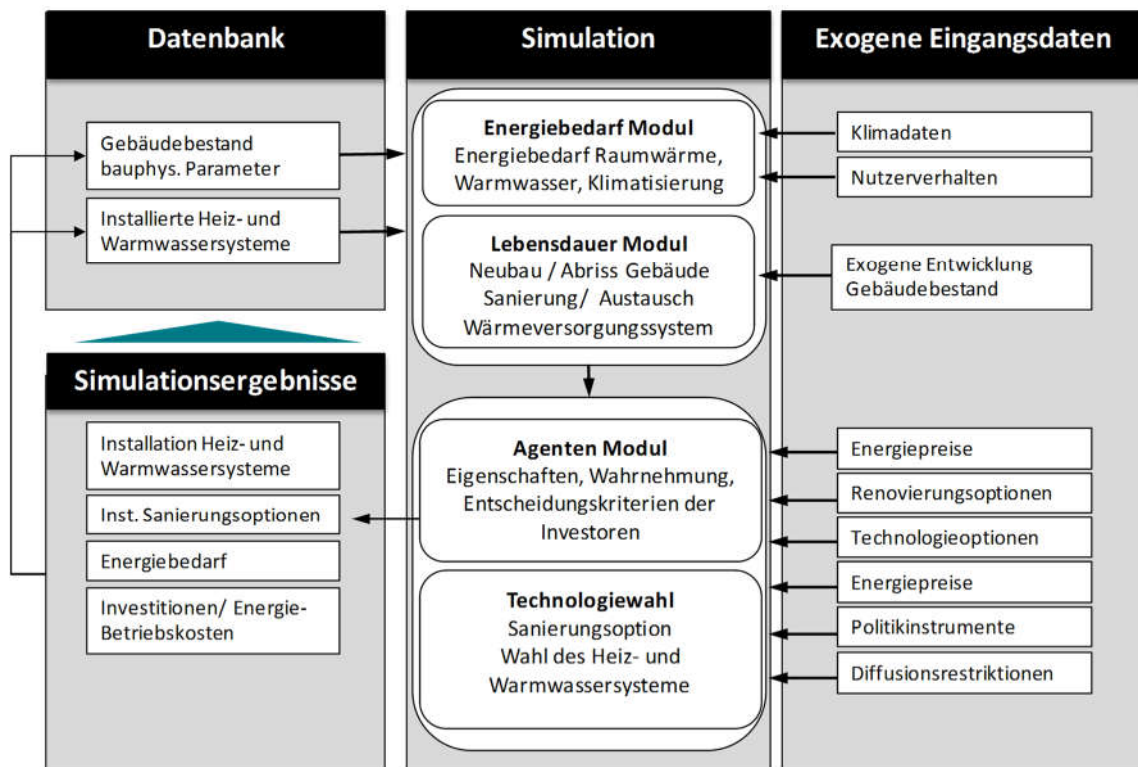 Datenbank
Gebäudebestand
bauphys. Parameter
Installierte Heiz- und
Warmwassersysteme
Simulationsergebnisse
Installation Heiz- und
Warmwassersysteme
Inst. Sanierungsoptionen
Energiebedarf
Investitionen/ Energie-
Betriebskosten
Simulation
Energiebedarf Modul
Energiebedarf Raumwärme,
Warmwasser, Klimatisierung
Lebensdauer Modul
Neubau / Abriss Gebäude
Sanierung/ Austausch
Wärmeversorgungssystem
Agenten Modul
Eigenschaften, Wahrnehmung,
Entscheidungskriterien der
Investoren
Technologiewahl
Sanierungsoption
Wahl des Heiz- und
Warmwassersysteme
Exogene Eingangsdaten
Klimadaten
Nutzerverhalten
Exogene Entwicklung
Gebäudebestand
Energiepreise
Renovierungsoptionen
Technologieoptionen
Energiepreise
Politikinstrumente
Diffusionsrestriktionen